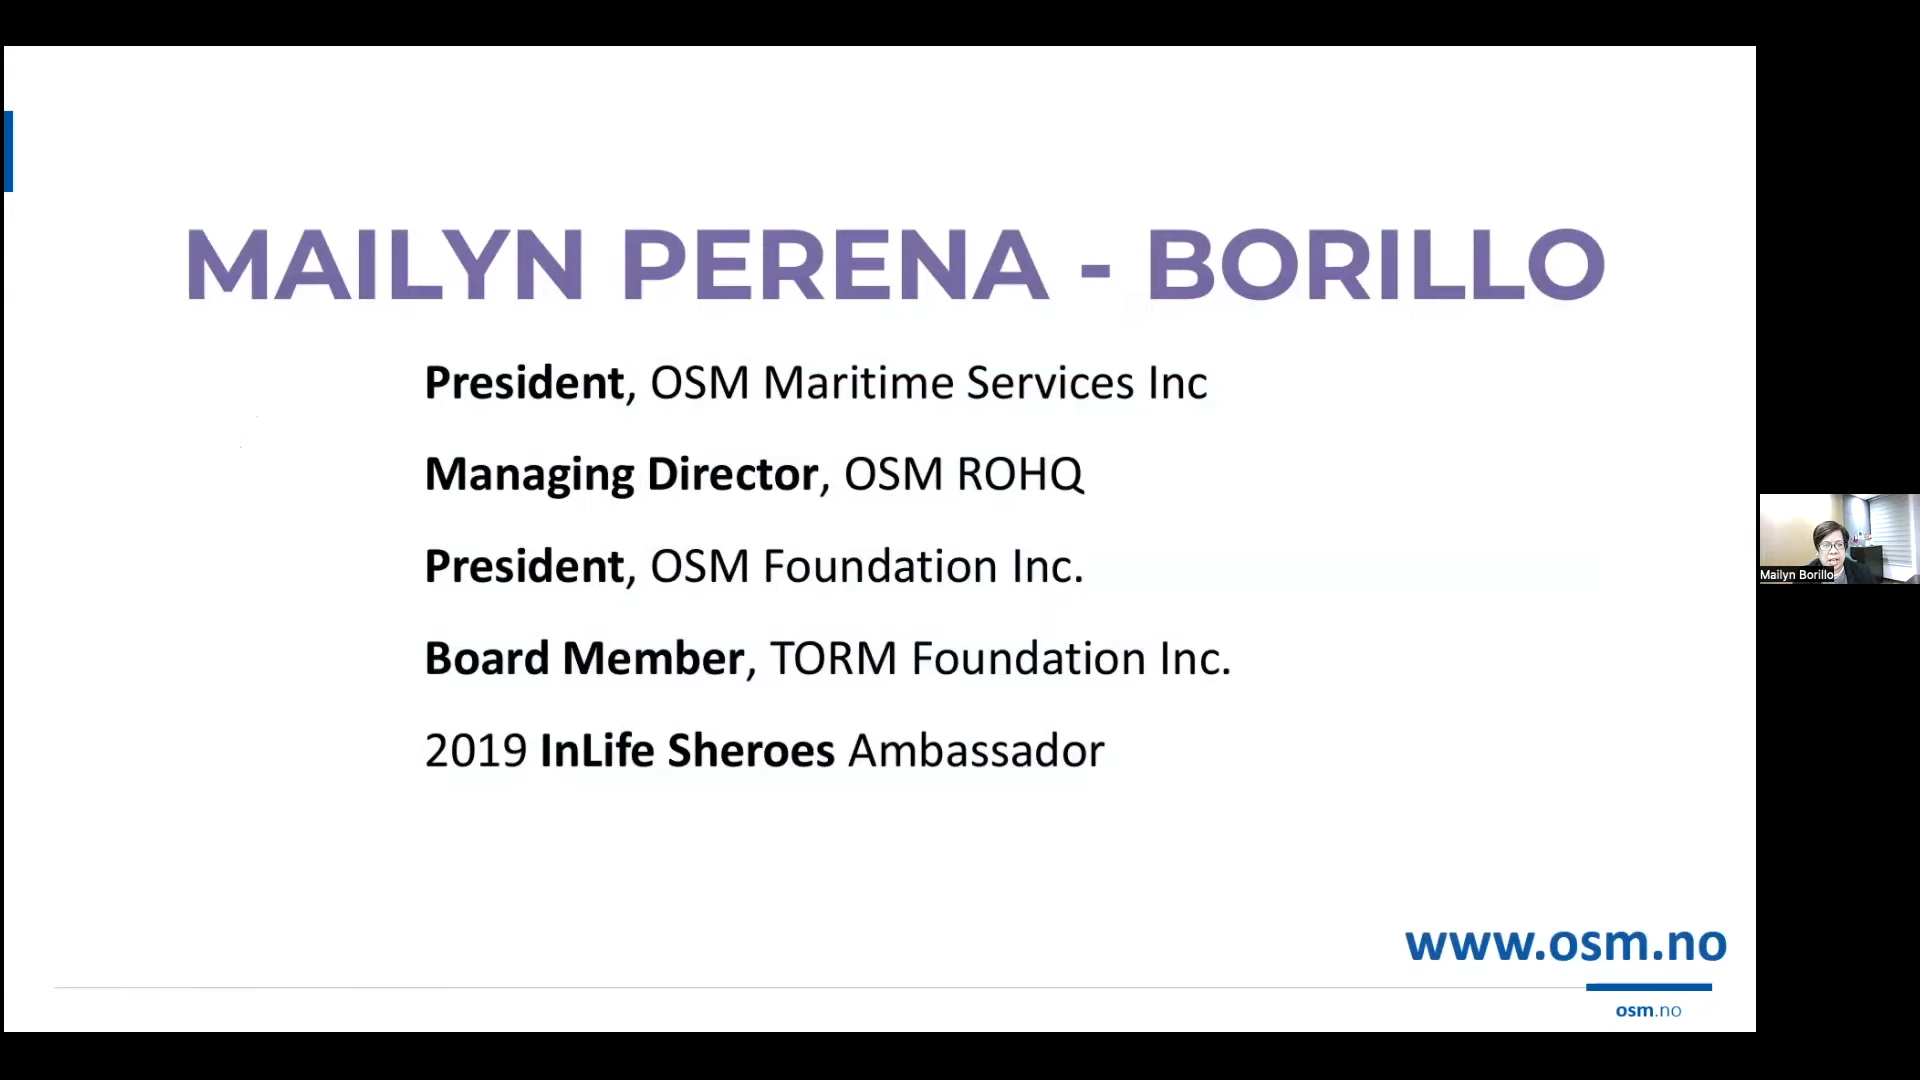 MAILYN PERENA - BORILLO
President, OSM Maritime Services Inc
Managing Director, OSM ROHQ
President, OSM Foundation Inc.
Board Member, TORM Foundation Inc.
2019 InLife Sheroes Ambassador
Mailyn Borillo
www.osm.no
osm.no